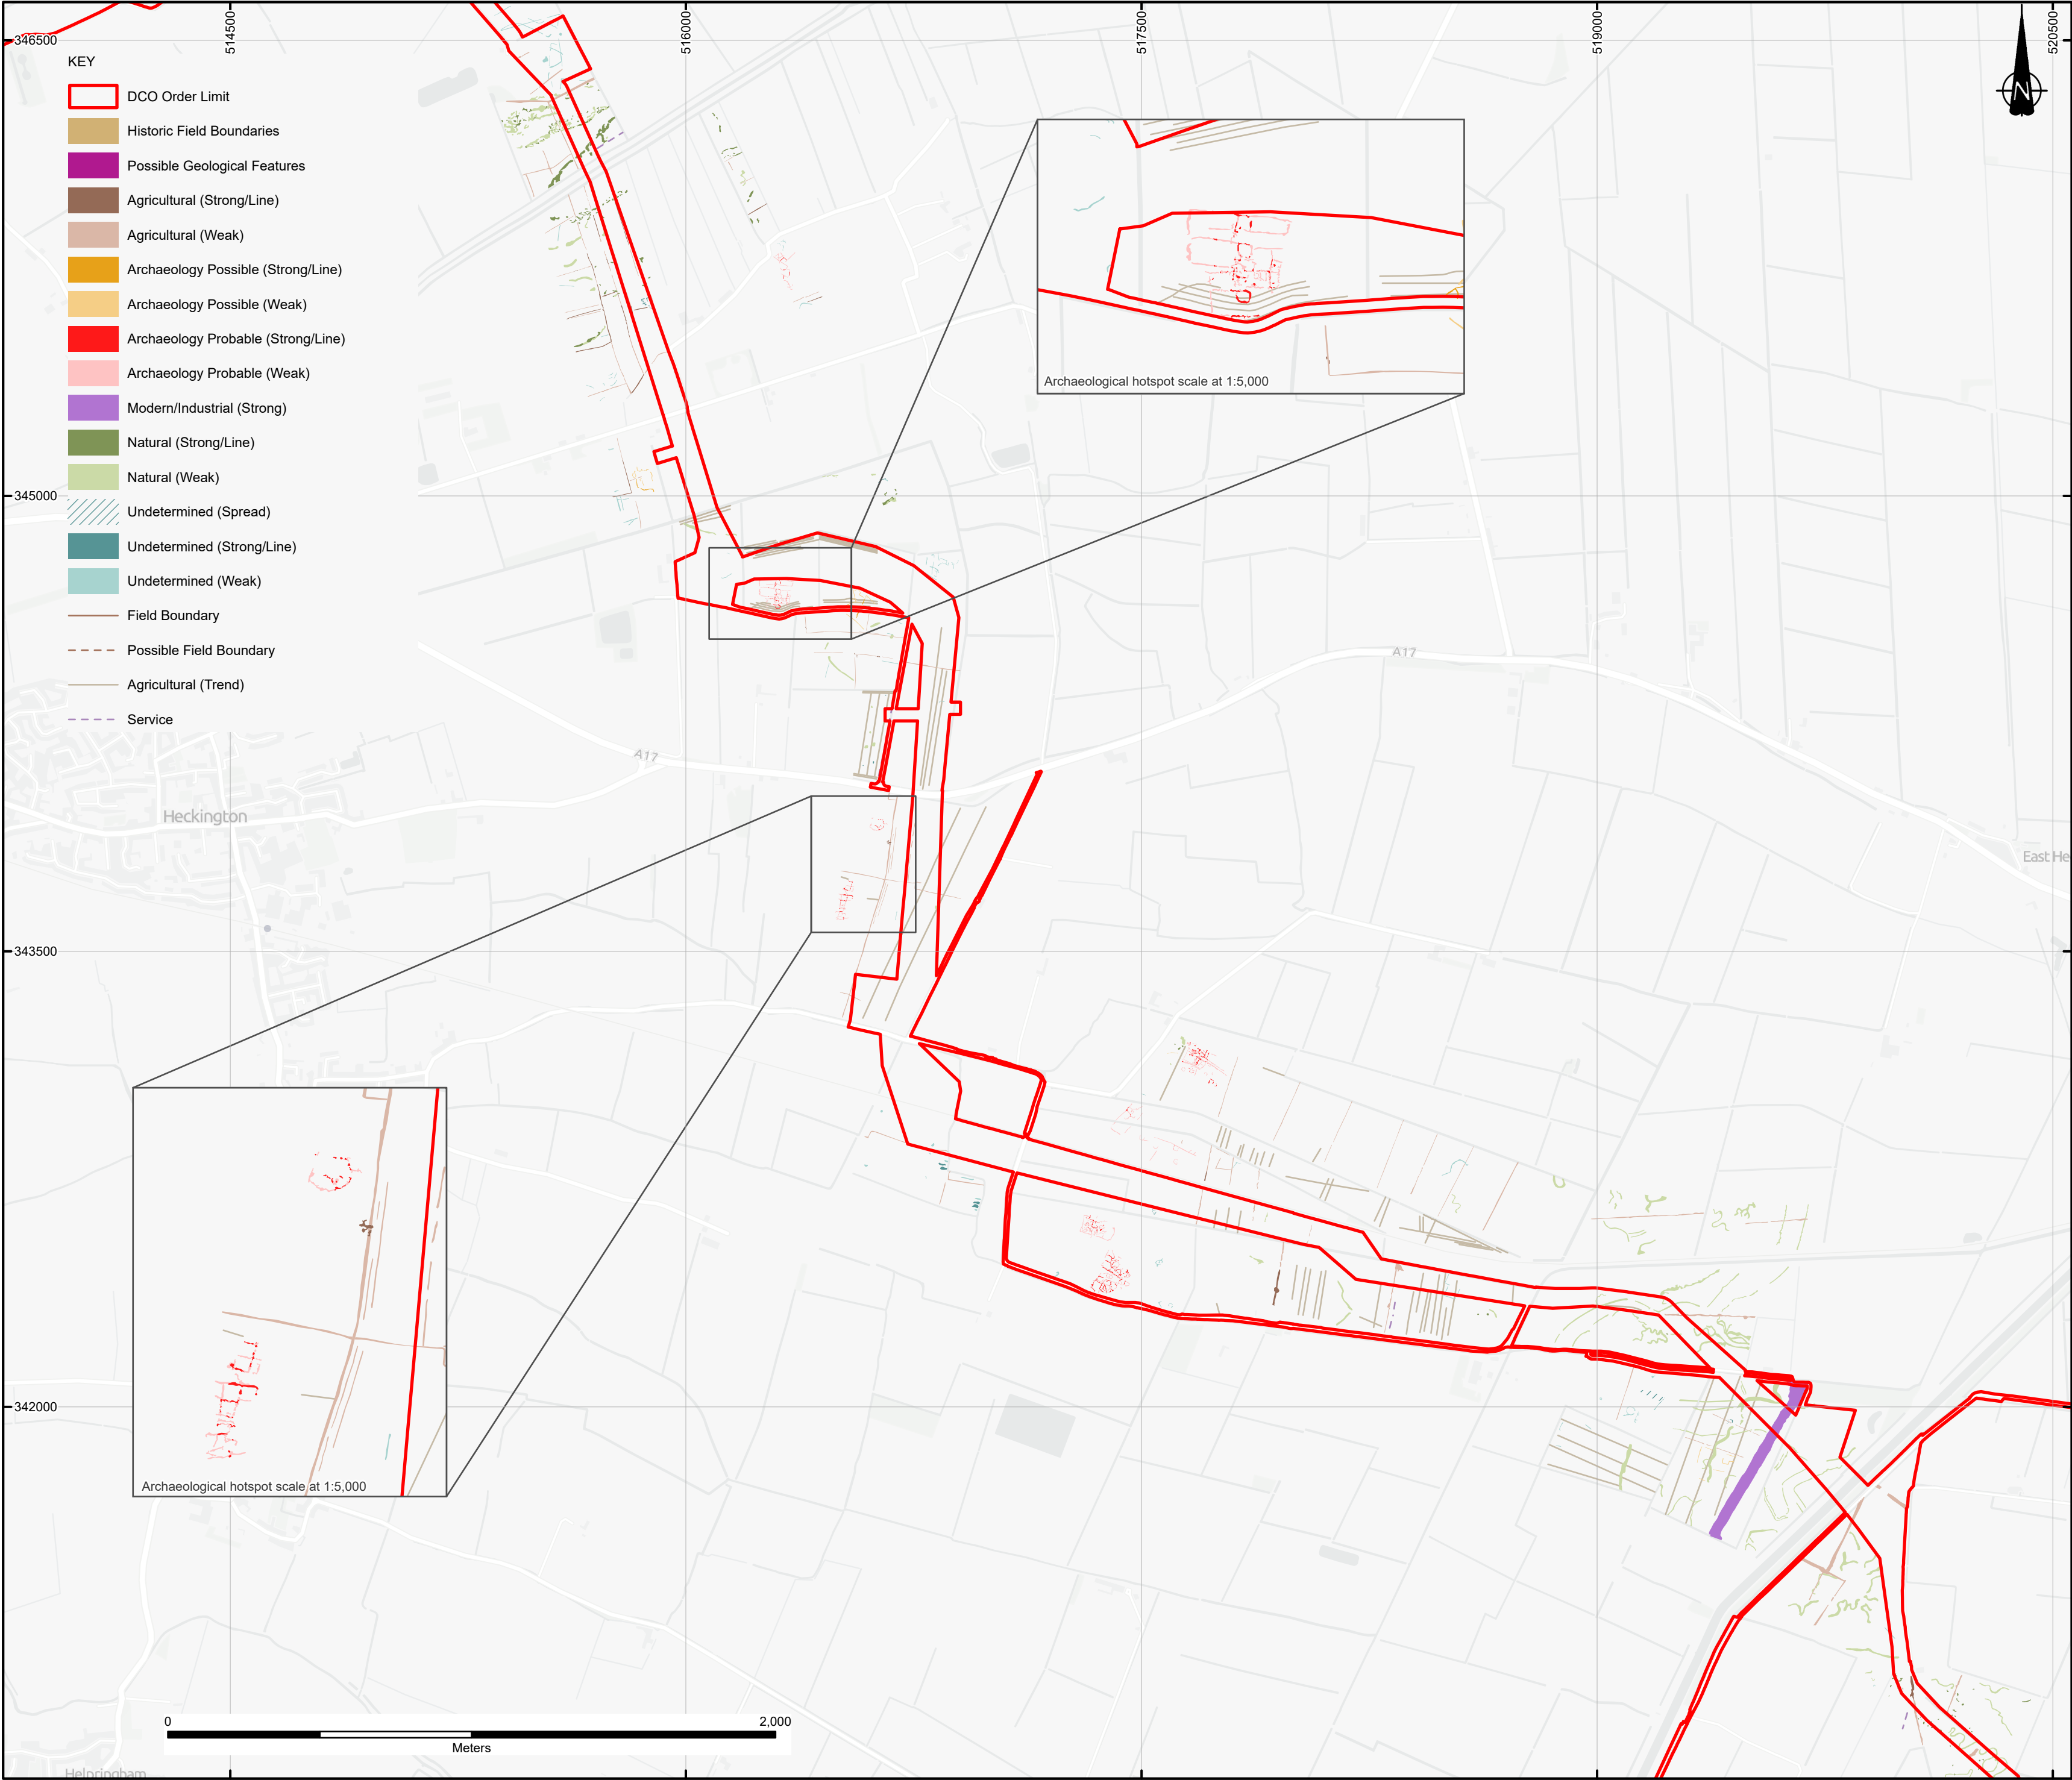 514500
516000
517500
519000
520500
346500
345000
343500
342000
N
KEY
DCO Order Limit
Historic Field Boundaries
Possible Geological Features
Agricultural (Strong/Line)
Agricultural (Weak)
Archaeology Possible (Strong/Line)
Archaeology Possible (Weak)
Archaeology Probable (Strong/Line)
Archaeology Probable (Weak)
Modern/Industrial (Strong)
Natural (Strong/Line)
Natural (Weak)
Undetermined (Spread)
Undetermined (Strong/Line)
Undetermined (Weak)
Field Boundary
Possible Field Boundary
Agricultural (Trend)
Service
Archaeological hotspot scale at 1:5,000
A17
A17
Heckington
East He
Archaeological hotspot scale at 1:5,000
0
2,000
Meters
Helpringham